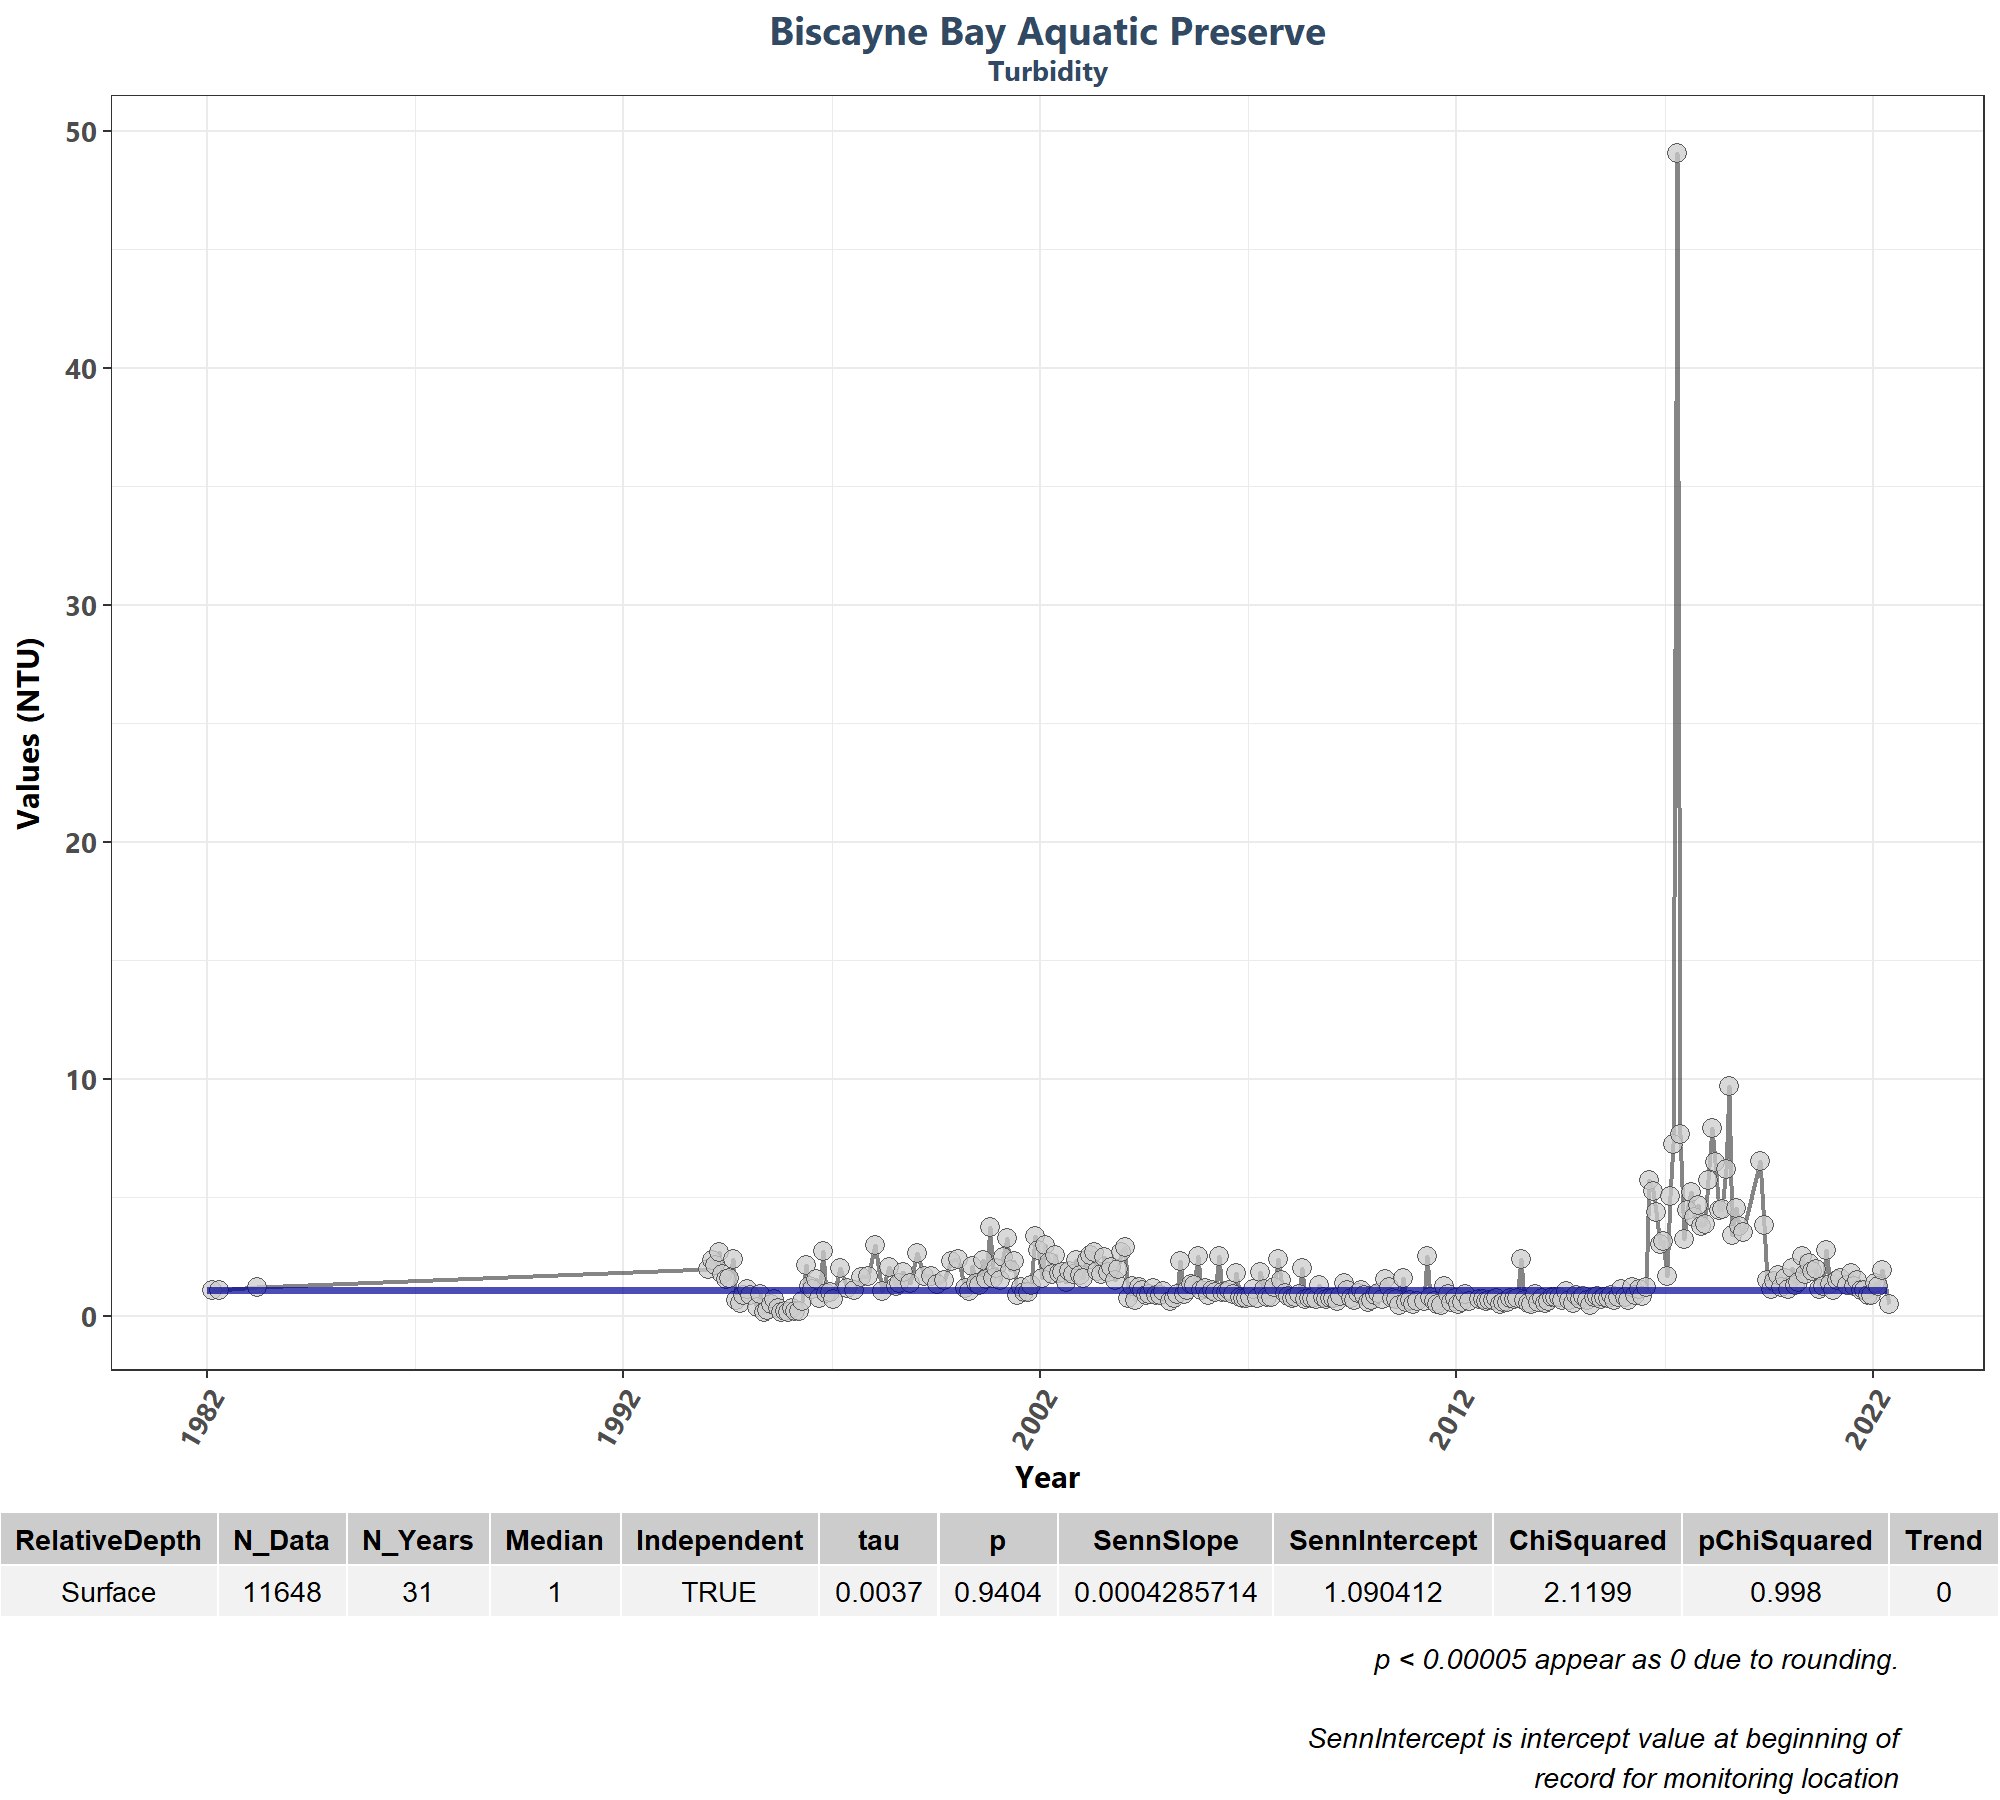 Biscayne Bay Aquatic Preserve
Turbidity
50
40
30
20
10
0
Values (NTU)
1982
1992
2002
2012
2022
Year
RelativeDepth N_Data N_Years Median Independent tau p SennSlope SennIntercept ChiSquared pChiSquared Trend
Surface 11648 31 1 TRUE 0.0037 0.9404 0.0004285714 1.090412 2.1199 0.998 0
p < 0.00005 appear as 0 due to rounding.
SennIntercept is intercept value at beginning of
record for monitoring location